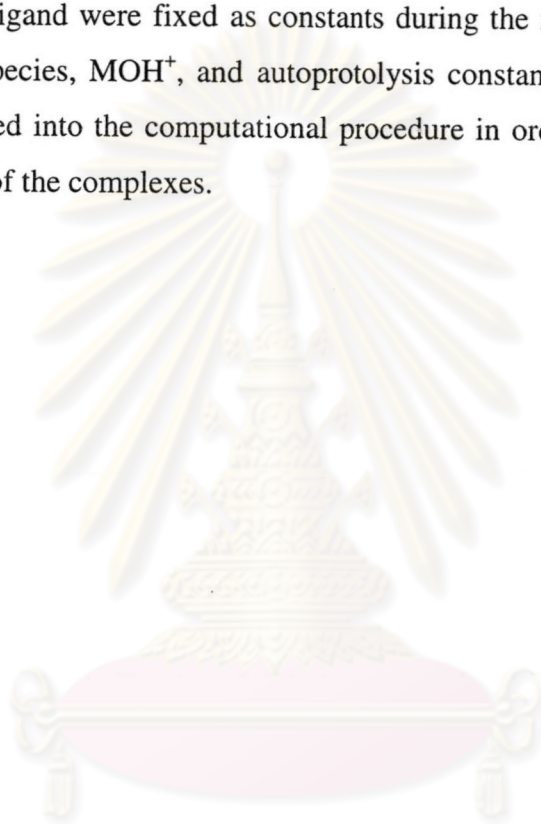 igand were fixed as constants during the
pecies, MOH⁺, and autoprotolysis constan
ed into the computational procedure in or
of the complexes.